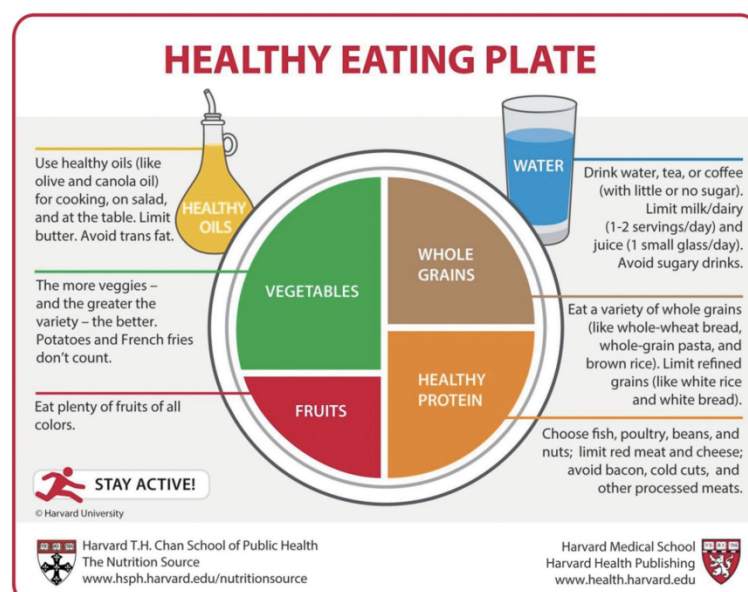 HEALTHY EATING PLATE
Use healthy oils (like
olive and canola oil)
for cooking, on salad,
and at the table. Limit
butter. Avoid trans fat.
HEALTHY
OILS
The more veggies –
and the greater the
variety – the better.
Potatoes and French fries
don’t count.
Eat plenty of fruits of all
colors.
VEGETABLES
FRUITS
WHOLE
GRAINS
HEALTHY
PROTEIN
WATER
Drink water, tea, or coffee
(with little or no sugar).
Limit milk/dairy
(1-2 servings/day) and
juice (1 small glass/day).
Avoid sugary drinks.
Eat a variety of whole grains
(like whole-wheat bread,
whole-grain pasta, and
brown rice). Limit refined
grains (like white rice
and white bread).
Choose fish, poultry, beans, and
nuts; limit red meat and cheese;
avoid bacon, cold cuts, and
other processed meats.
STAY ACTIVE!
© Harvard University
Harvard T.H. Chan School of Public Health
The Nutrition Source
www.hsph.harvard.edu/nutritionsource
Harvard Medical School
Harvard Health Publishing
www.health.harvard.edu